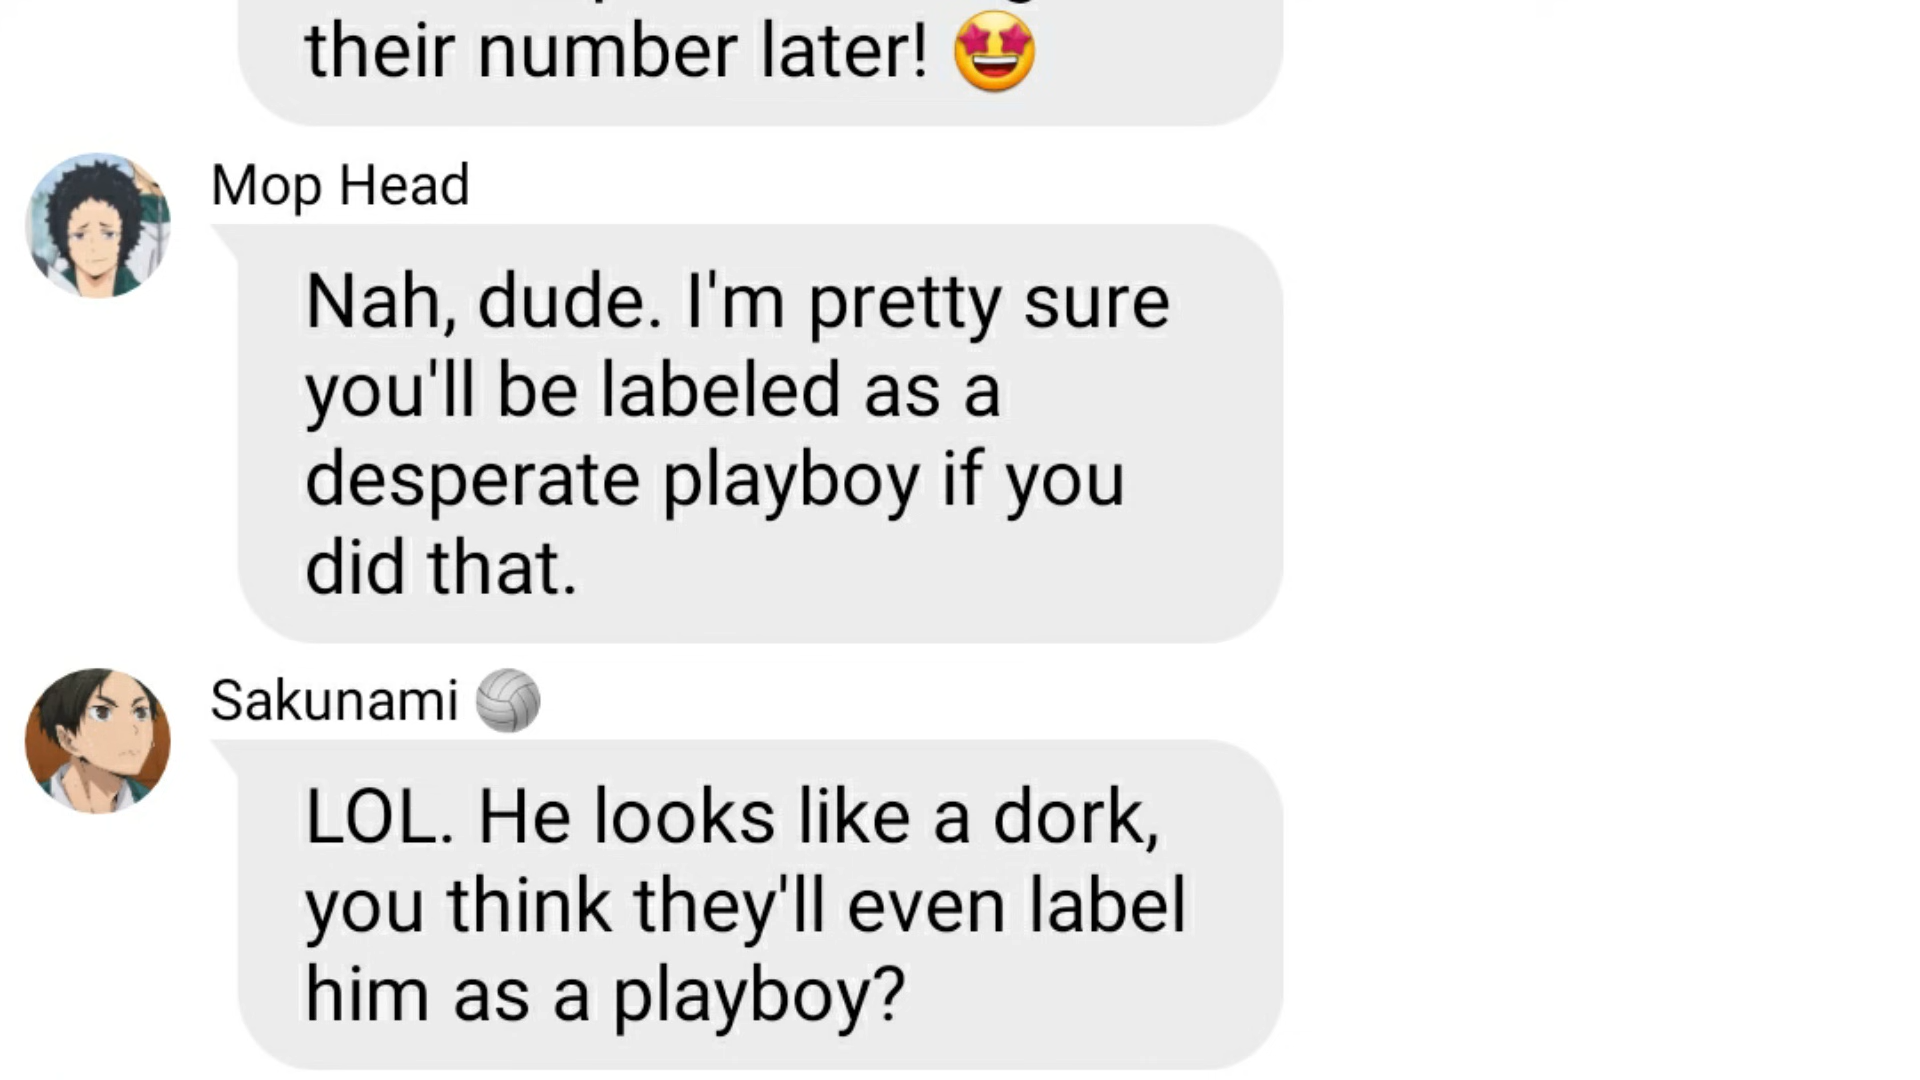 their number later! 🤩
Mop Head
Nah, dude. I'm pretty sure
you'll be labeled as a
desperate playboy if you
did that.
Sakunami 🏐
LOL. He looks like a dork,
you think they'll even label
him as a playboy?